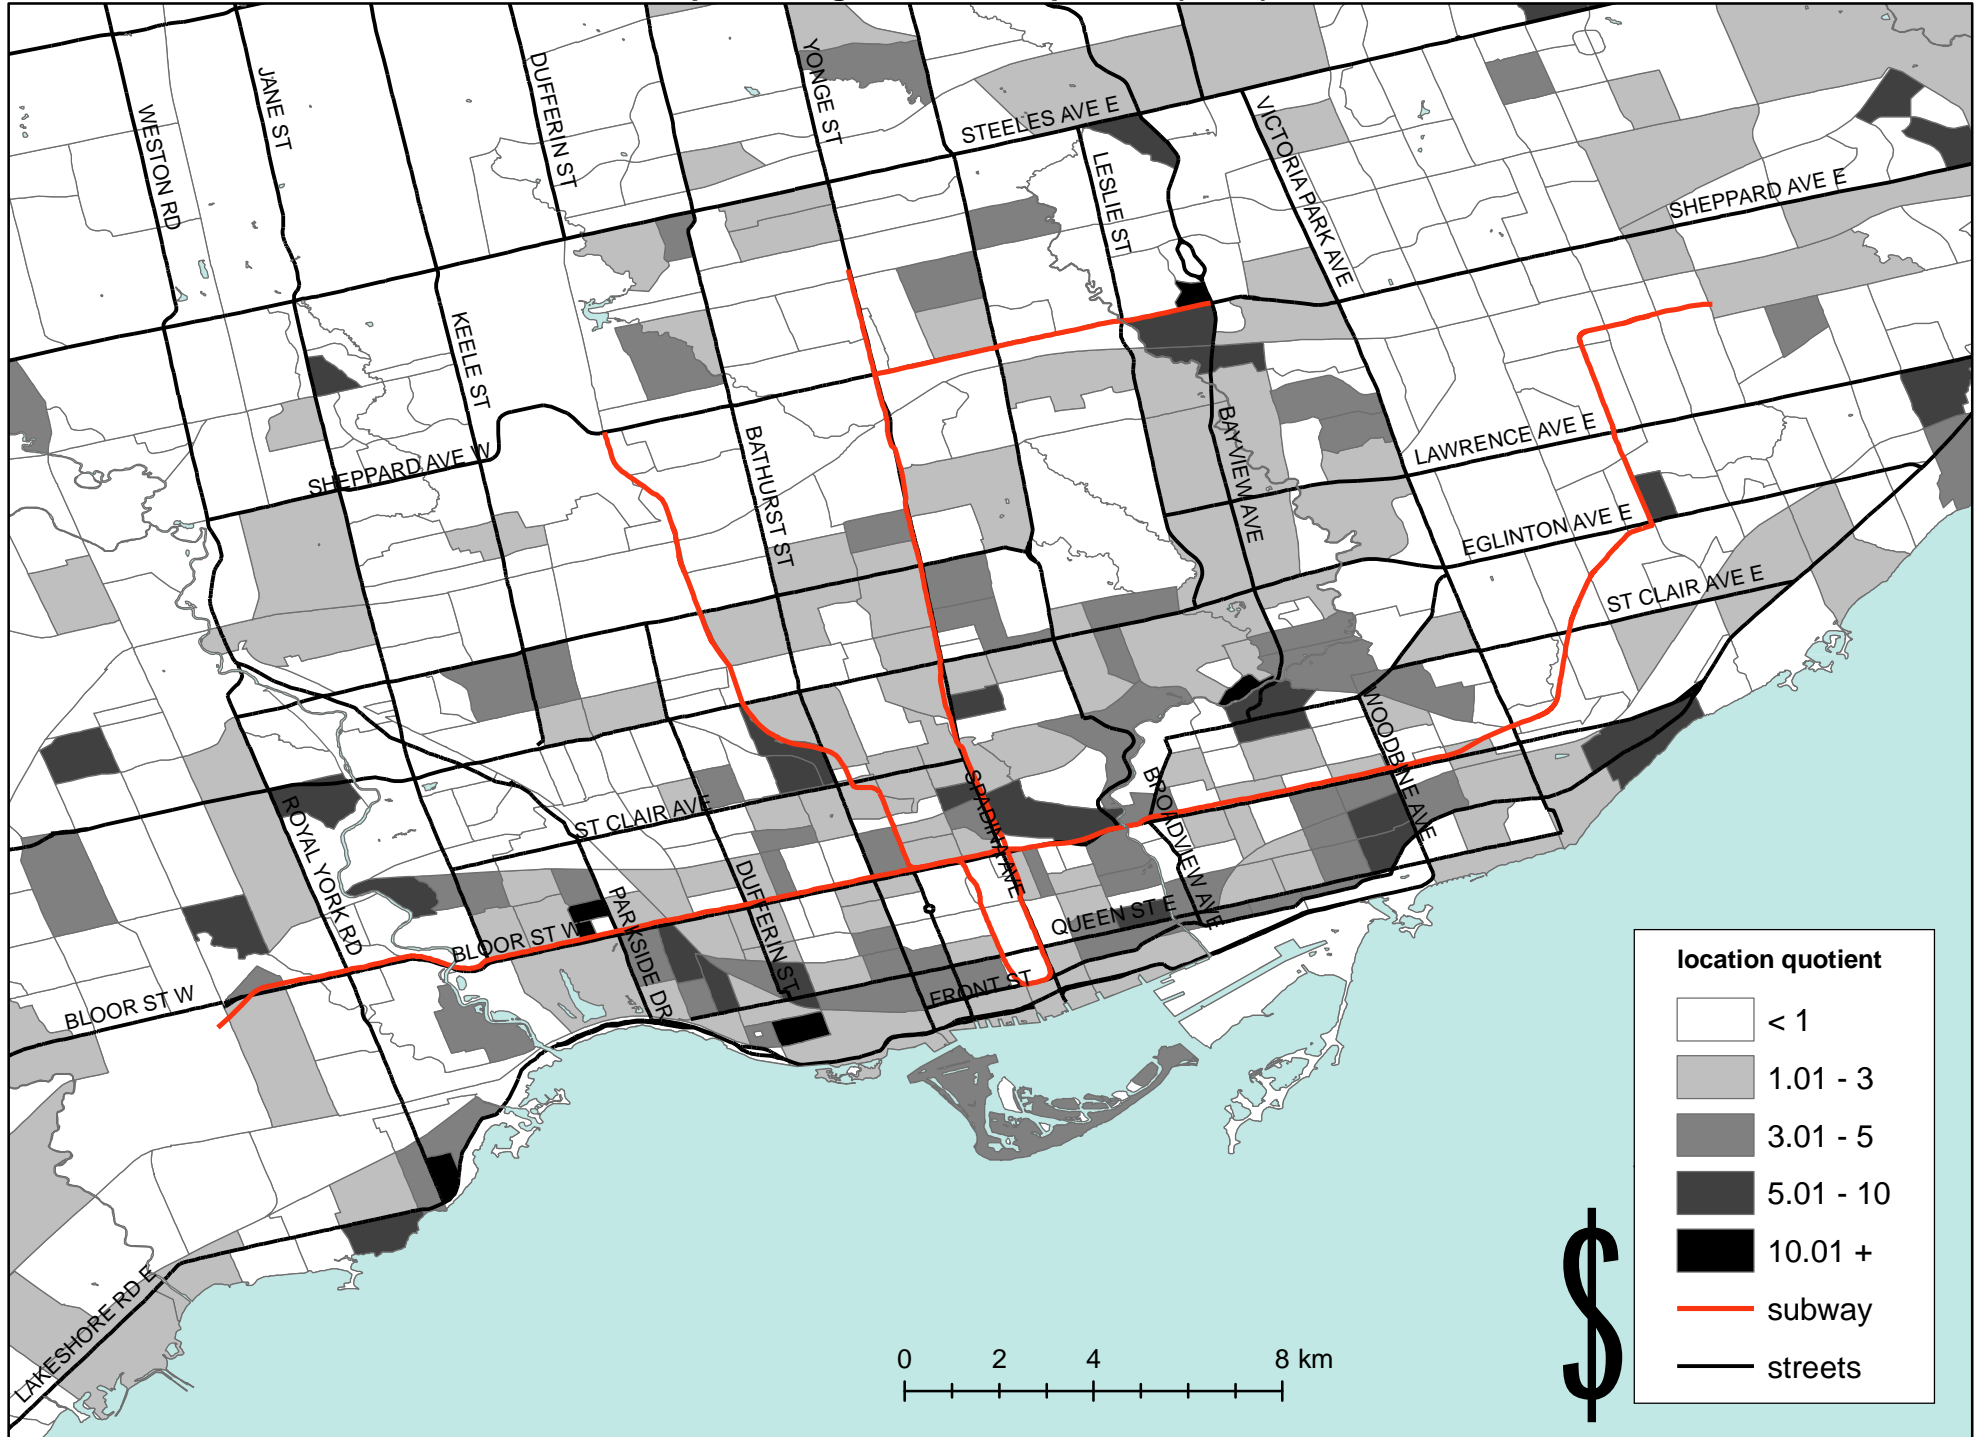 WESTON RD
JANE ST
DUFFERIN ST
YONGE ST
STEELES AVE E
LESLIE ST
VICTORIA PARK AVE
SHEPPARD AVE E
KEELE ST
SHEPPARD AVE W
BATHURST ST
BAYVIEW AVE
LAWRENCE AVE E
EGLINTON AVE E
ST CLAIR AVE E
ROYAL YORK RD
ST CLAIR AVE
SPADINA AVE
BROADVIEW AVE
WOODBINE AVE
PARKSIDE DR
DUFFERIN ST
QUEEN ST E
BLOOR ST W
BLOOR ST W
FRONT ST
LAKESHORE RD E
location quotient
< 1
1.01 - 3
3.01 - 5
5.01 - 10
10.01 +
subway
streets
0 2 4 8 km
$